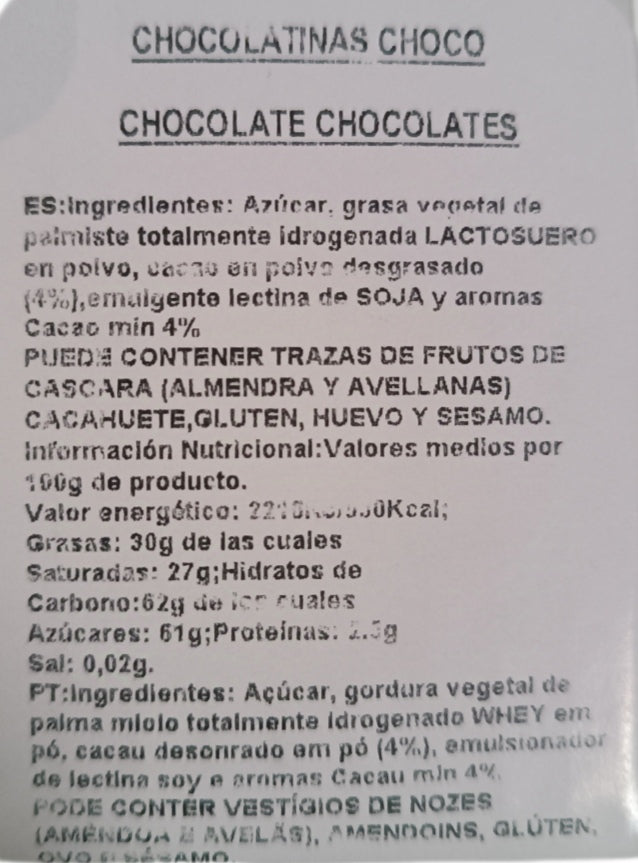 CHOCOLATINAS CHOCO
CHOCOLATE CHOCOLATES
ES:Ingredientes: Azúcar, grasa vegetal de
palmiste totalmente idrogenada LACTOSUERO
en polvo, cacao en polvo desgrasado
(4%),emulgente lectina de SOJA y aromas
Cacao min 4%
PUEDE CONTENER TRAZAS DE FRUTOS DE
CASCARA (ALMENDRA Y AVELLANAS)
CACAHUETE,GLUTEN, HUEVO Y SESAMO.
Información Nutricional:Valores medios por
100g de producto.
Valor energético:
Grasas: 30g de las cuales
Saturadas: 27g;Hidratos de
Carbono:62g de los cuales
Azúcares: 61g;Proteínas:
Sal: 0,02g.
PT:Ingredientes: Açúcar, gordura vegetal de
palma miolo totalmente idrogenado WHEY em
pó, cacau desonrado em pó (4%), emulsionador
de lectina soy e aromas Cacau min 4%.
PODE CONTER VESTÍGIOS DE NOZES
(AMÊNDOA E AVELÃS), AMENDOINS, GLÚTEN,
OVO E SÉSAMO.